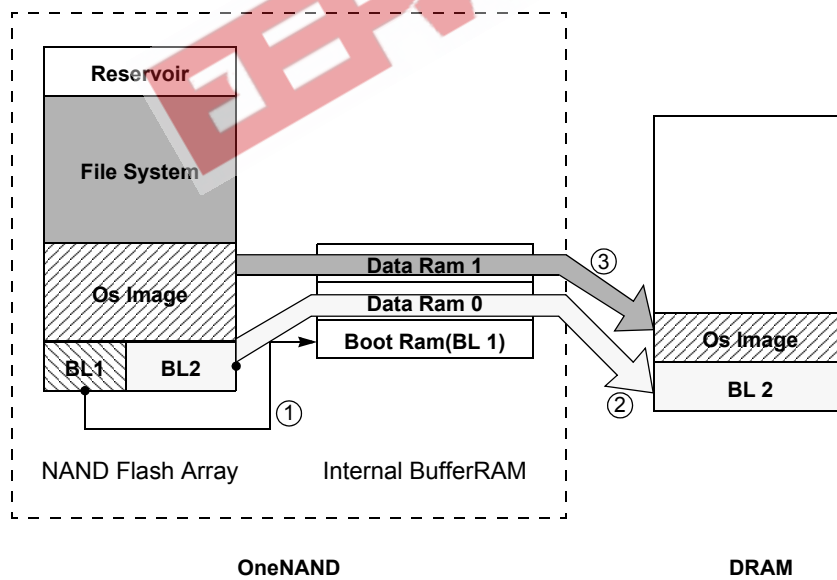 Reservoir
File System
Os Image
BL1
BL2
Data Ram 1
Data Ram 0
Boot Ram(BL 1)
①
②
③
Os Image
BL 2
NAND Flash Array
Internal BufferRAM
OneNAND
DRAM